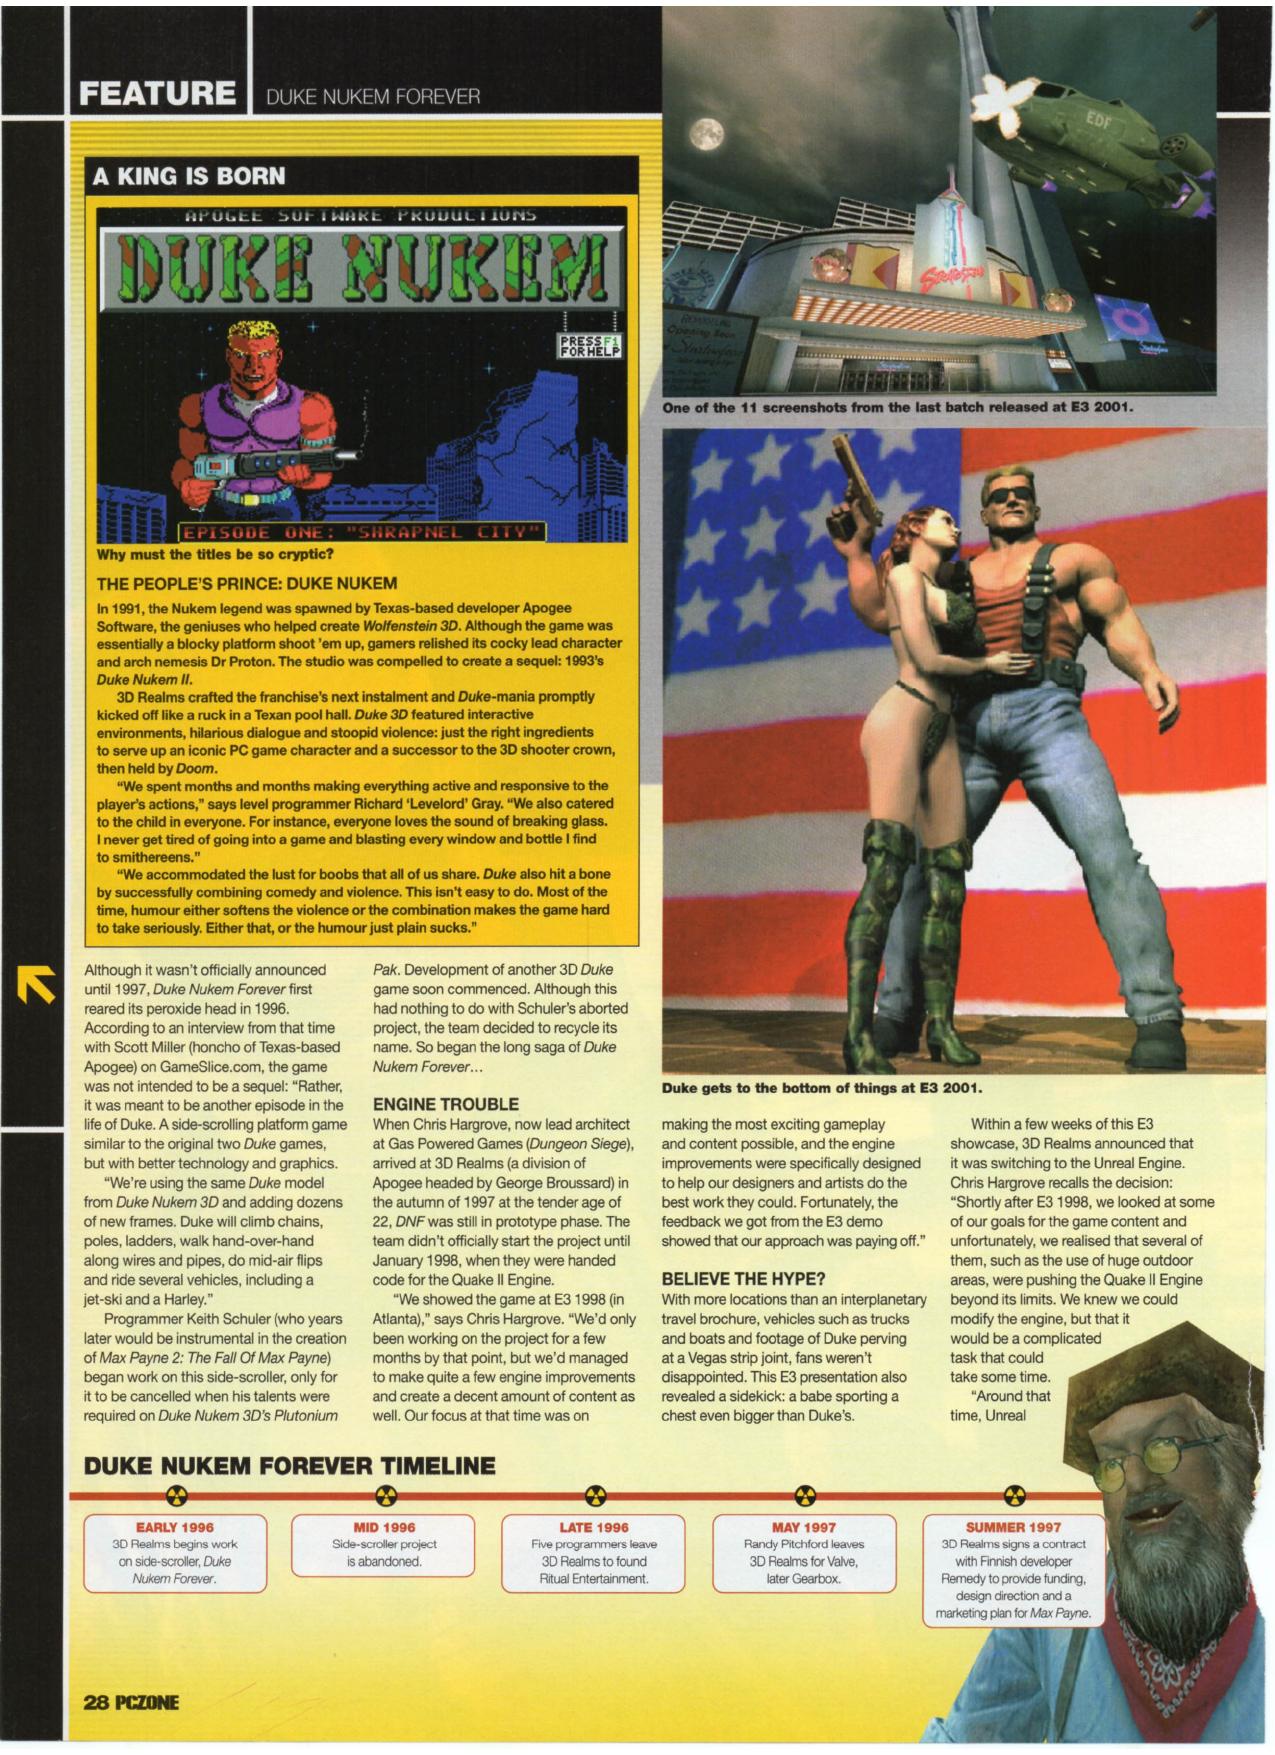 FEATURE
DUKE NUKEM FOREVER
A KING IS BORN
APOGEE SOFTWARE PRODUCTIONS
DUKE NUKEM
PRESS F1
FOR HELP
EPISODE ONE: "SHRAPNEL CITY"
Why must the titles be so cryptic?
THE PEOPLE'S PRINCE: DUKE NUKEM
In 1991, the Nukem legend was spawned by Texas-based developer Apogee
Software, the geniuses who helped create Wolfenstein 3D. Although the game was
essentially a blocky platform shoot 'em up, gamers relished its cocky lead character
and arch nemesis Dr Proton. The studio was compelled to create a sequel: 1993's
Duke Nukem II.
3D Realms crafted the franchise's next instalment and Duke-mania promptly
kicked off like a ruck in a Texan pool hall. Duke 3D featured interactive
environments, hilarious dialogue and stoopid violence: just the right ingredients
to serve up an iconic PC game character and a successor to the 3D shooter crown,
then held by Doom.
"We spent months and months making everything active and responsive to the
player's actions," says level programmer Richard 'Levelord' Gray. "We also catered
to the child in everyone. For instance, everyone loves the sound of breaking glass.
I never get tired of going into a game and blasting every window and bottle I find
to smithereens."
"We accommodated the lust for boobs that all of us share. Duke also hit a bone
by successfully combining comedy and violence. This isn't easy to do. Most of the
time, humour either softens the violence or the combination makes the game hard
to take seriously. Either that, or the humour just plain sucks."
EDF
REMODELING
Opening Soon
One of the 11 screenshots from the last batch released at E3 2001.
Duke gets to the bottom of things at E3 2001.
Although it wasn't officially announced
until 1997, Duke Nukem Forever first
reared its peroxide head in 1996.
According to an interview from that time
with Scott Miller (honcho of Texas-based
Apogee) on GameSlice.com, the game
was not intended to be a sequel: "Rather,
it was meant to be another episode in the
life of Duke. A side-scrolling platform game
similar to the original two Duke games,
but with better technology and graphics.
"We're using the same Duke model
from Duke Nukem 3D and adding dozens
of new frames. Duke will climb chains,
poles, ladders, walk hand-over-hand
along wires and pipes, do mid-air flips
and ride several vehicles, including a
jet-ski and a Harley."
Programmer Keith Schuler (who years
later would be instrumental in the creation
of Max Payne 2: The Fall Of Max Payne)
began work on this side-scroller, only for
it to be cancelled when his talents were
required on Duke Nukem 3D's Plutonium
Pak. Development of another 3D Duke
game soon commenced. Although this
had nothing to do with Schuler's aborted
project, the team decided to recycle its
name. So began the long saga of Duke
Nukem Forever...
ENGINE TROUBLE
When Chris Hargrove, now lead architect
at Gas Powered Games (Dungeon Siege),
arrived at 3D Realms (a division of
Apogee headed by George Broussard) in
the autumn of 1997 at the tender age of
22, DNF was still in prototype phase. The
team didn't officially start the project until
January 1998, when they were handed
code for the Quake II Engine.
"We showed the game at E3 1998 (in
Atlanta)," says Chris Hargrove. "We'd only
been working on the project for a few
months by that point, but we'd managed
to make quite a few engine improvements
and create a decent amount of content as
well. Our focus at that time was on
making the most exciting gameplay
and content possible, and the engine
improvements were specifically designed
to help our designers and artists do the
best work they could. Fortunately, the
feedback we got from the E3 demo
showed that our approach was paying off."
BELIEVE THE HYPE?
With more locations than an interplanetary
travel brochure, vehicles such as trucks
and boats and footage of Duke perving
at a Vegas strip joint, fans weren't
disappointed. This E3 presentation also
revealed a sidekick: a babe sporting a
chest even bigger than Duke's.
Within a few weeks of this E3
showcase, 3D Realms announced that
it was switching to the Unreal Engine.
Chris Hargrove recalls the decision:
"Shortly after E3 1998, we looked at some
of our goals for the game content and
unfortunately, we realised that several of
them, such as the use of huge outdoor
areas, were pushing the Quake II Engine
beyond its limits. We knew we could
modify the engine, but that it
would be a complicated
task that could
take some time.
"Around that
time, Unreal
DUKE NUKEM FOREVER TIMELINE
EARLY 1996
3D Realms begins work
on side-scroller, Duke
Nukem Forever.
MID 1996
Side-scroller project
is abandoned.
LATE 1996
Five programmers leave
3D Realms to found
Ritual Entertainment.
MAY 1997
Randy Pitchford leaves
3D Realms for Valve,
later Gearbox.
SUMMER 1997
3D Realms signs a contract
with Finnish developer
Remedy to provide funding,
design direction and a
marketing plan for Max Payne.
28 PCZONE